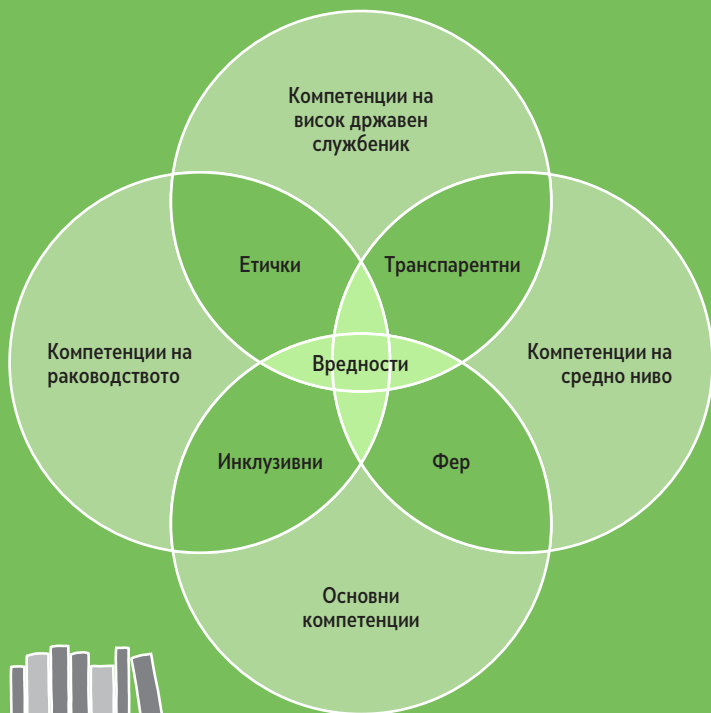 Компетенции на
висок државен
службеник
Етички
Транспарентни
Компетенции на
раководството
Вредности
Компетенции на
средно ниво
Инклузивни
Фер
Основни
компетенции